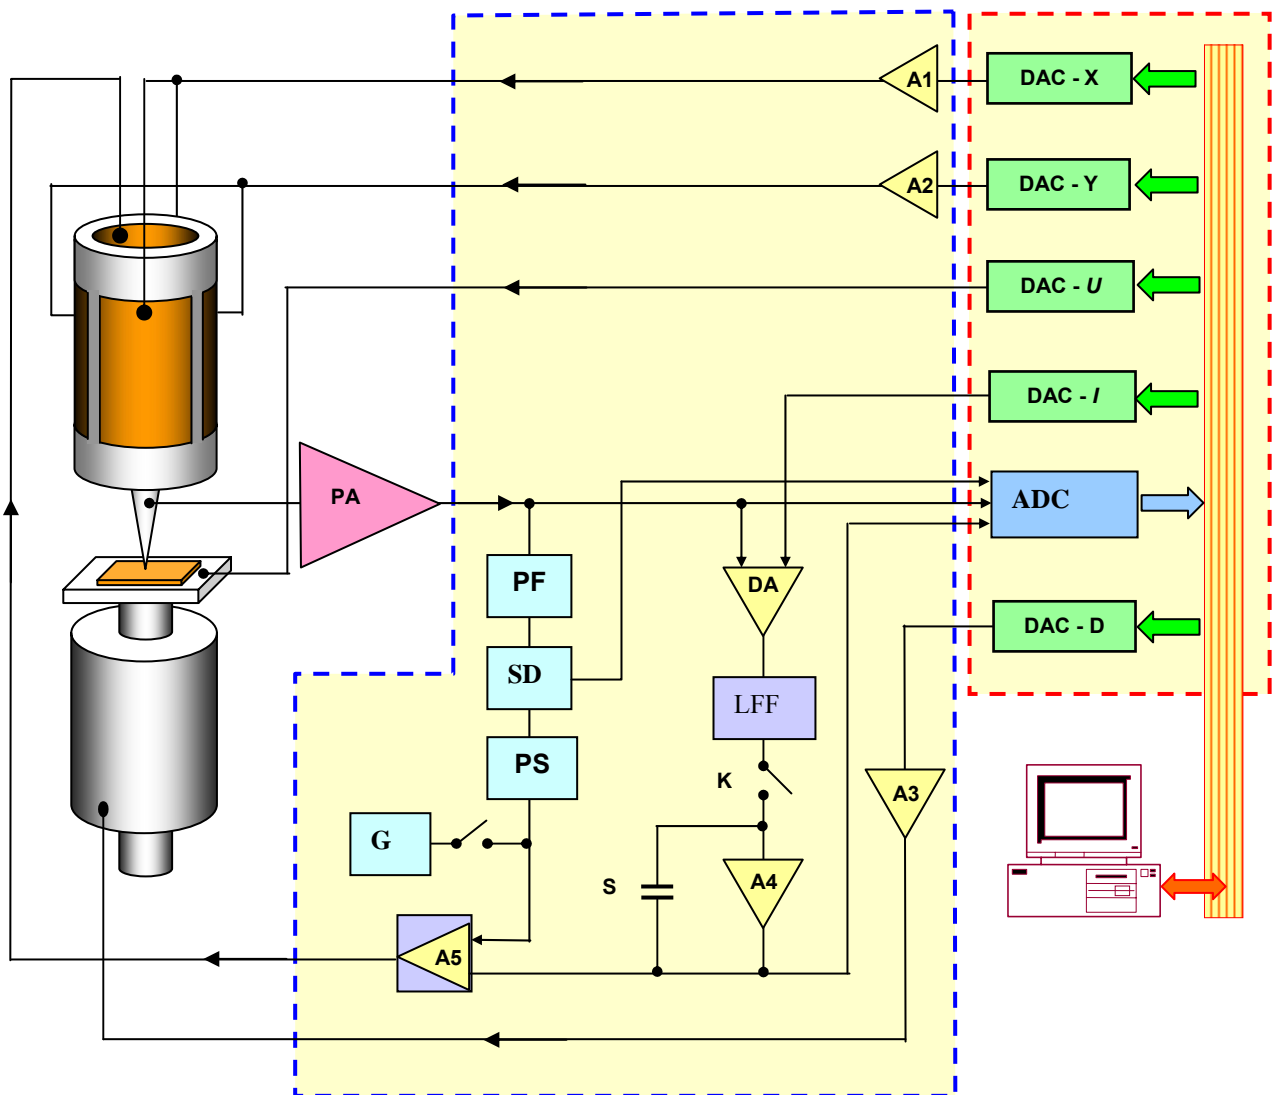 A1
DAC - X
A2
DAC - Y
DAC - U
DAC - I
PA
ADC
PF
DA
DAC - D
SD
LFF
PS
K
A3
G
S
A4
A5